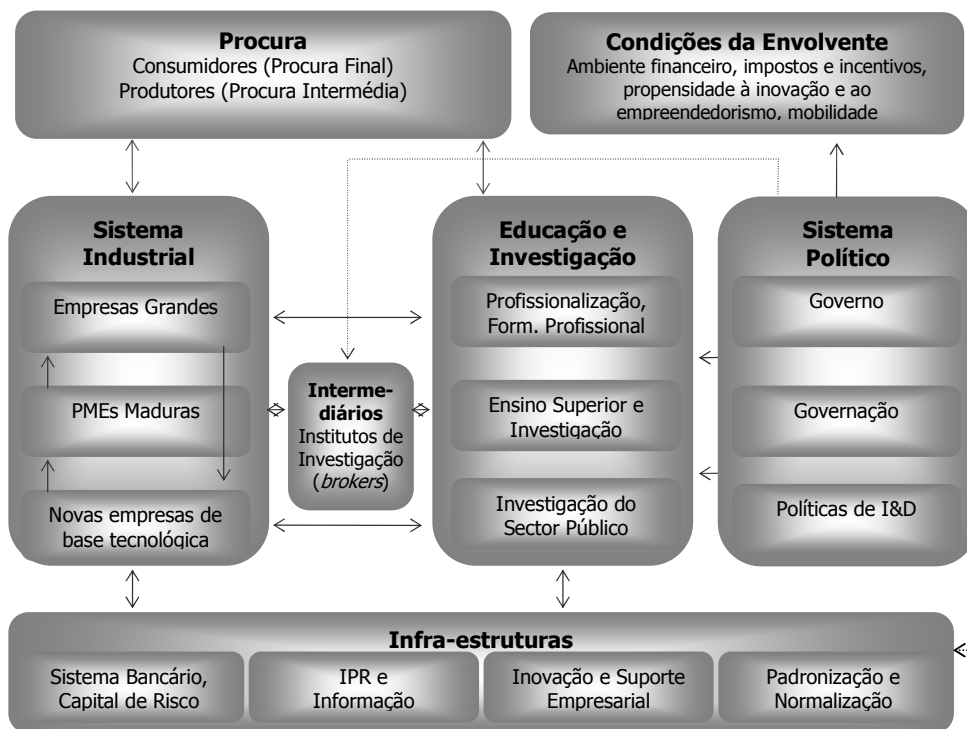 Procura
Consumidores (Procura Final)
Produtores (Procura Intermédia)
Condições da Envolvente
Ambiente financeiro, impostos e incentivos,
propensidade à inovação e ao
empreendedorismo, mobilidade
Sistema
Industrial
Empresas Grandes
PMEs Maduras
Novas empresas de
base tecnológica
Interme-
diários
Institutos de
Investigação
(brokers)
Educação e
Investigação
Profissionalização,
Form. Profissional
Ensino Superior e
Investigação
Investigação do
Sector Público
Sistema
Político
Governo
Governação
Políticas de I&D
Infra-estruturas
Sistema Bancário,
Capital de Risco
IPR e
Informação
Inovação e Suporte
Empresarial
Padronização e
Normalização